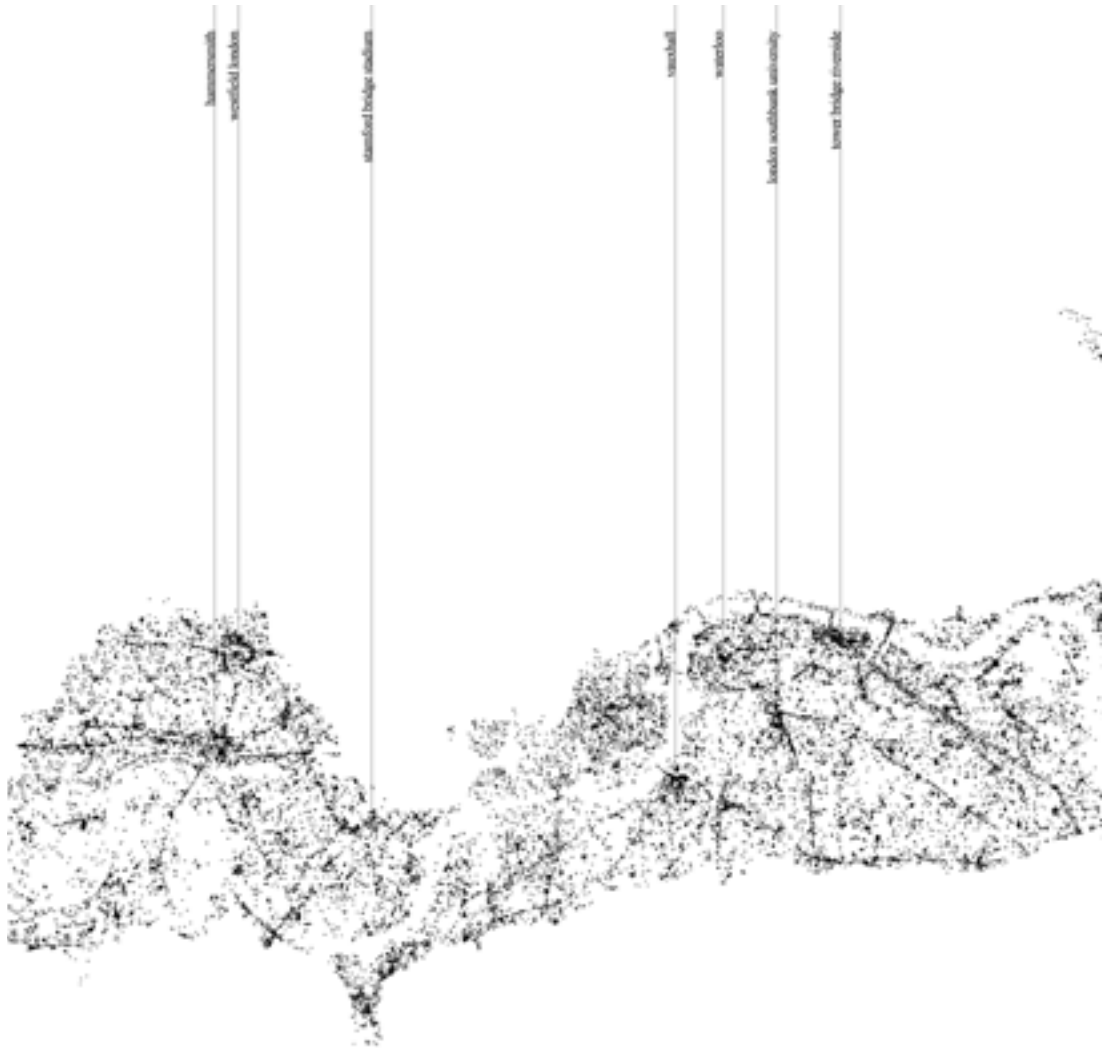 hammersmith
westfield london
stamford bridge stadium
vauxhall
waterloo
london southbank university
tower bridge riverside